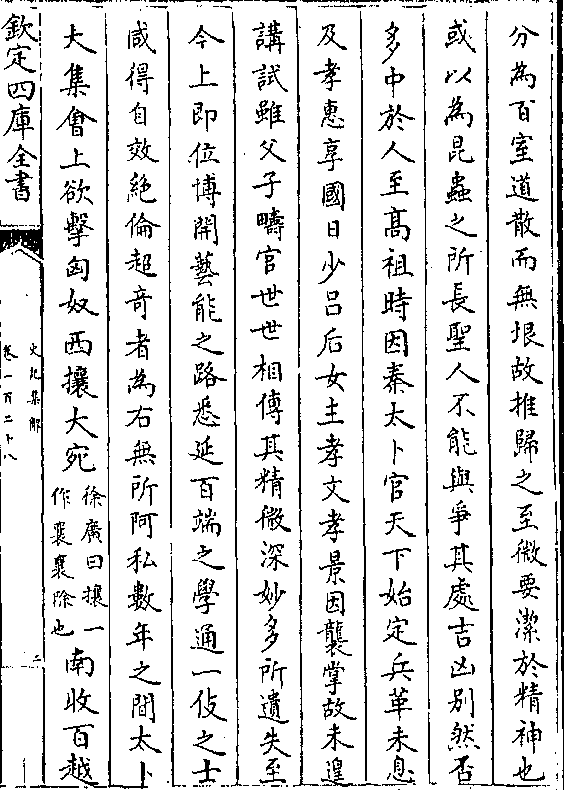 分為百室道散而無垠故推歸之至微要潔於精神也
或以為昆蟲之所長聖人不能與爭其處吉凶别然否
多中於人至髙祖時因秦太卜官天下始定兵革未息
及孝惠享國日少吕后女主孝文孝景因襲掌故未遑
講試雖父子疇官世世相傳其精微深妙多所遺失至
今上即位博開藝能之路悉延百端之學通一伎之士
咸得自效絶倫超竒者為右無所阿私數年之間太卜
大集㑹上欲擊匈奴西攘大宛徐廣曰攘一作襄襄除也南收百越
欽定四庫全書
史記集解
卷一百二十八
二